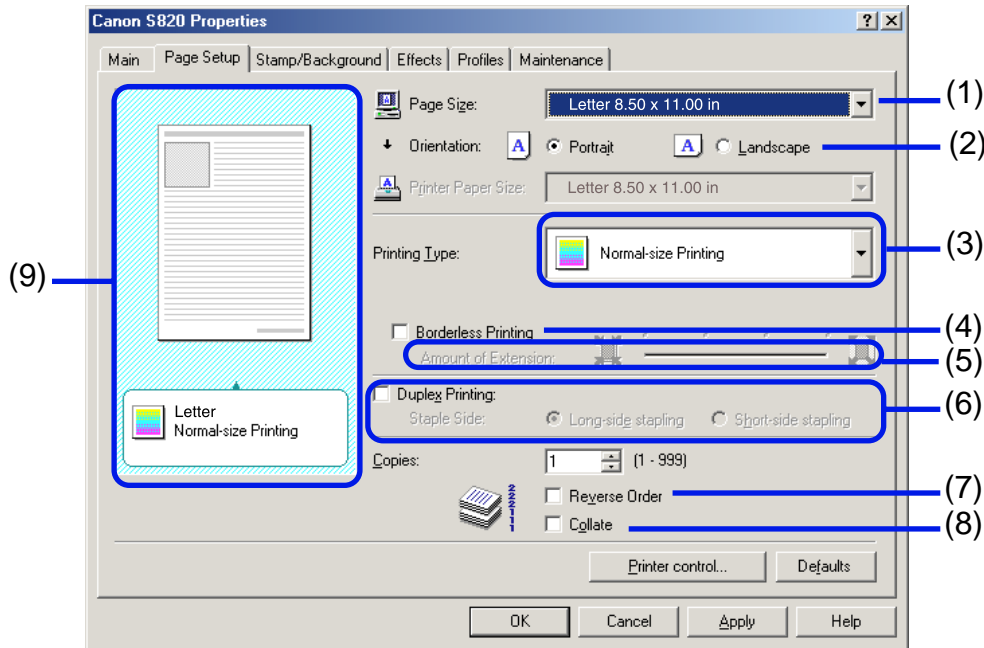 Canon S820 Properties
Main Page Setup Stamp/Background Effects Profiles Maintenance
Page Size: Letter 8.50 x 11.00 in (1)
Orientation: A Portrait A Landscape (2)
Printer Paper Size: Letter 8.50 x 11.00 in
Printing Type: Normal-size Printing (3)
(9)
Borderless Printing (4)
Amount of Extension: (5)
Duplex Printing: (6)
Staple Side: Long-side stapling Short-side stapling
Letter
Normal-size Printing
Copies: 1 (1 - 999)
222111
Reverse Order (7)
Collate (8)
Printer control... Defaults
OK Cancel Apply Help